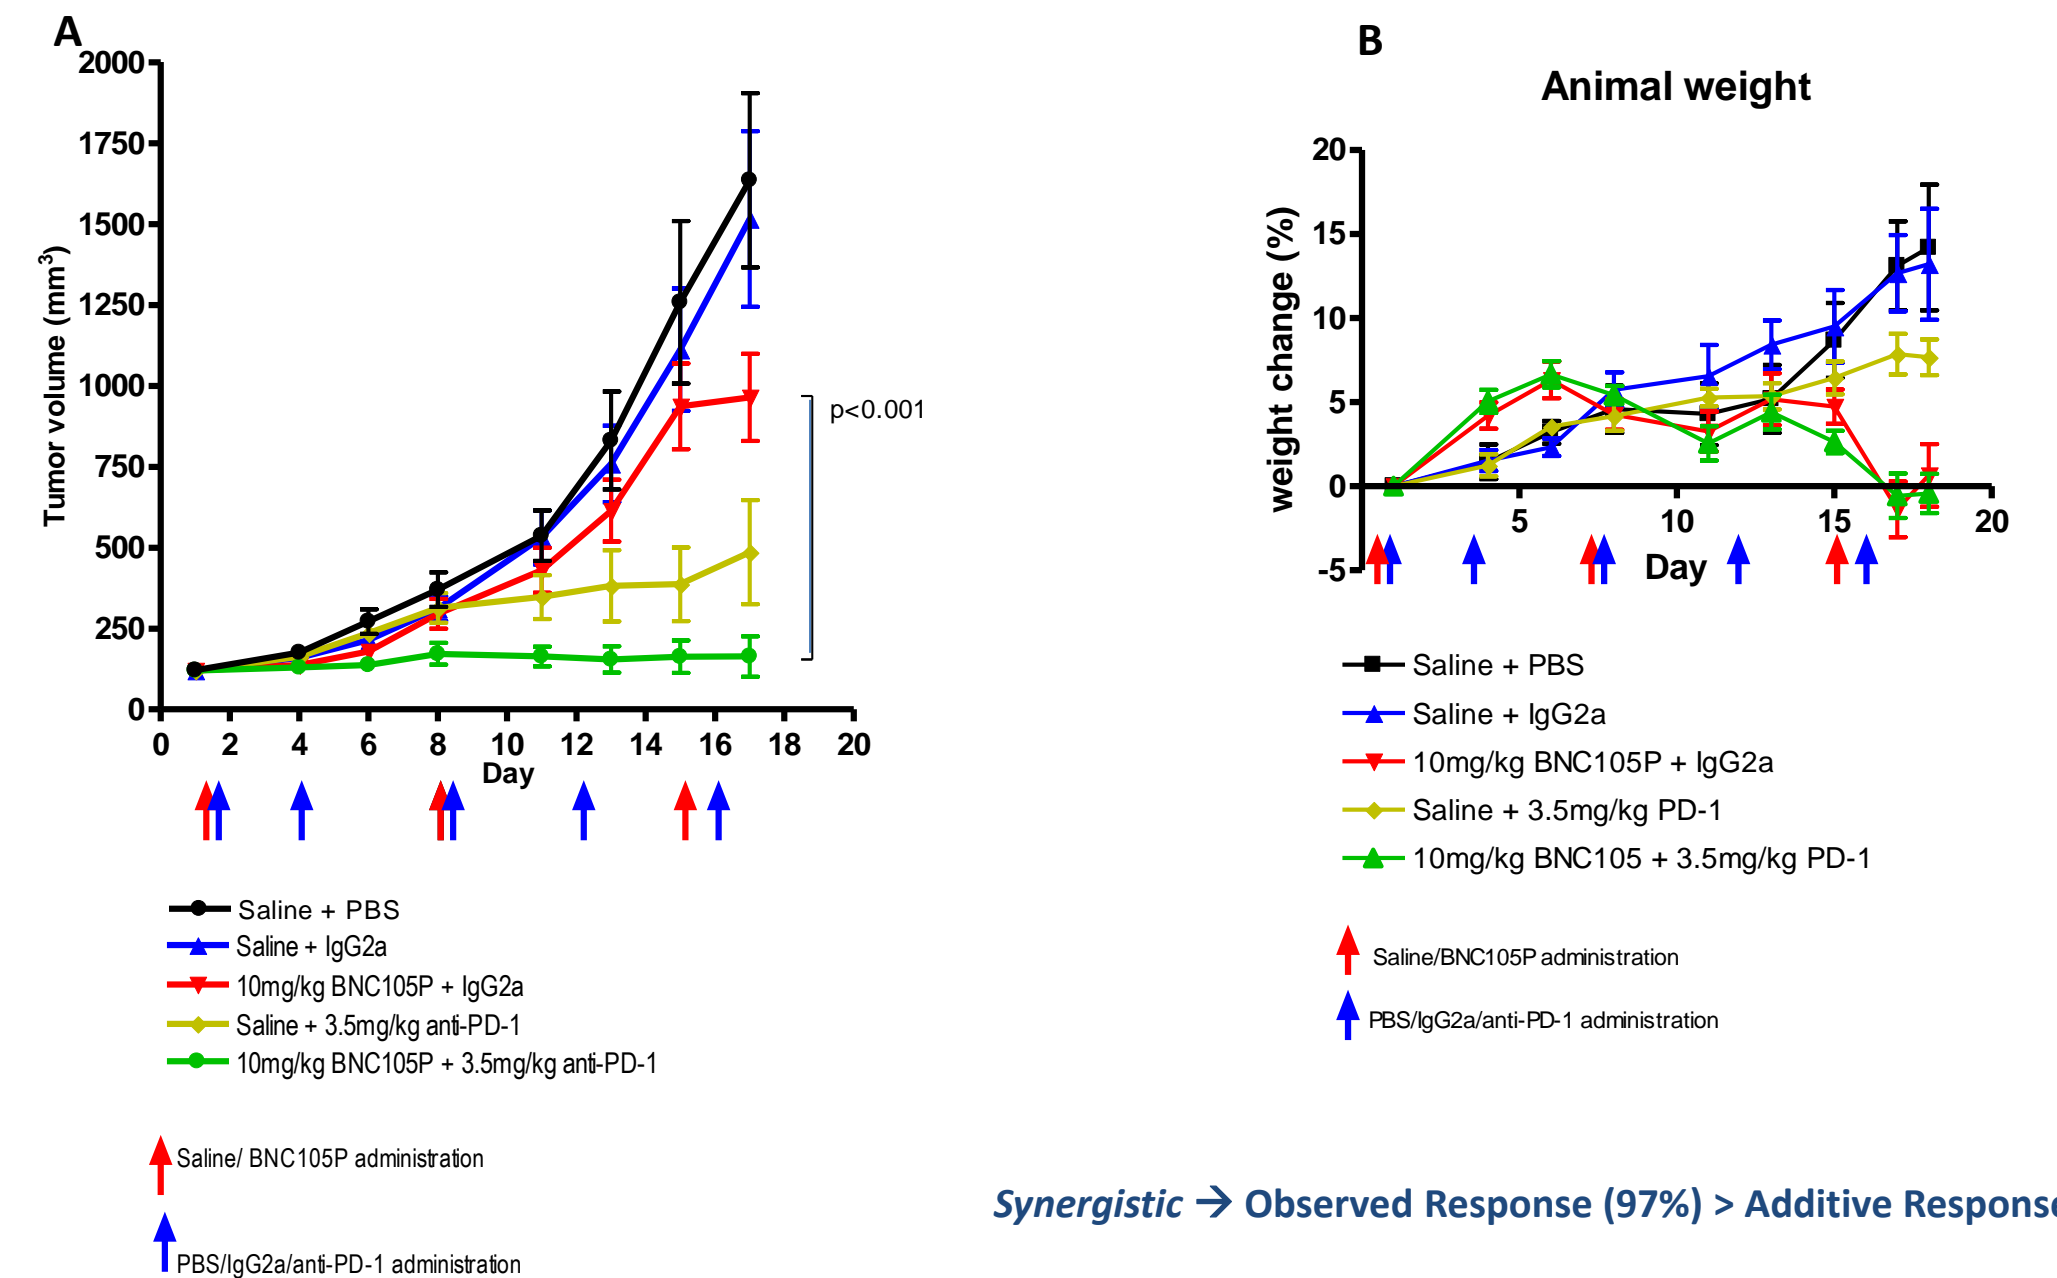 A
2000
1750
1500
1250
1000
750
500
250
0
Tumor volume (mm³)
0 2 4 6 8 10 12 14 16 18 20
Day
p<0.001
Saline + PBS
Saline + IgG2a
10mg/kg BNC105P + IgG2a
Saline + 3.5mg/kg anti-PD-1
10mg/kg BNC105P + 3.5mg/kg anti-PD-1
Saline/ BNC105P administration
PBS/IgG2a/anti-PD-1 administration
B
Animal weight
20
15
10
5
0
-5
weight change (%)
5 10 15 20
Day
Saline + PBS
Saline + IgG2a
10mg/kg BNC105P + IgG2a
Saline + 3.5mg/kg PD-1
10mg/kg BNC105 + 3.5mg/kg PD-1
Saline/BNC105P administration
PBS/IgG2a/anti-PD-1 administration
Synergistic → Observed Response (97%) > Additive Response